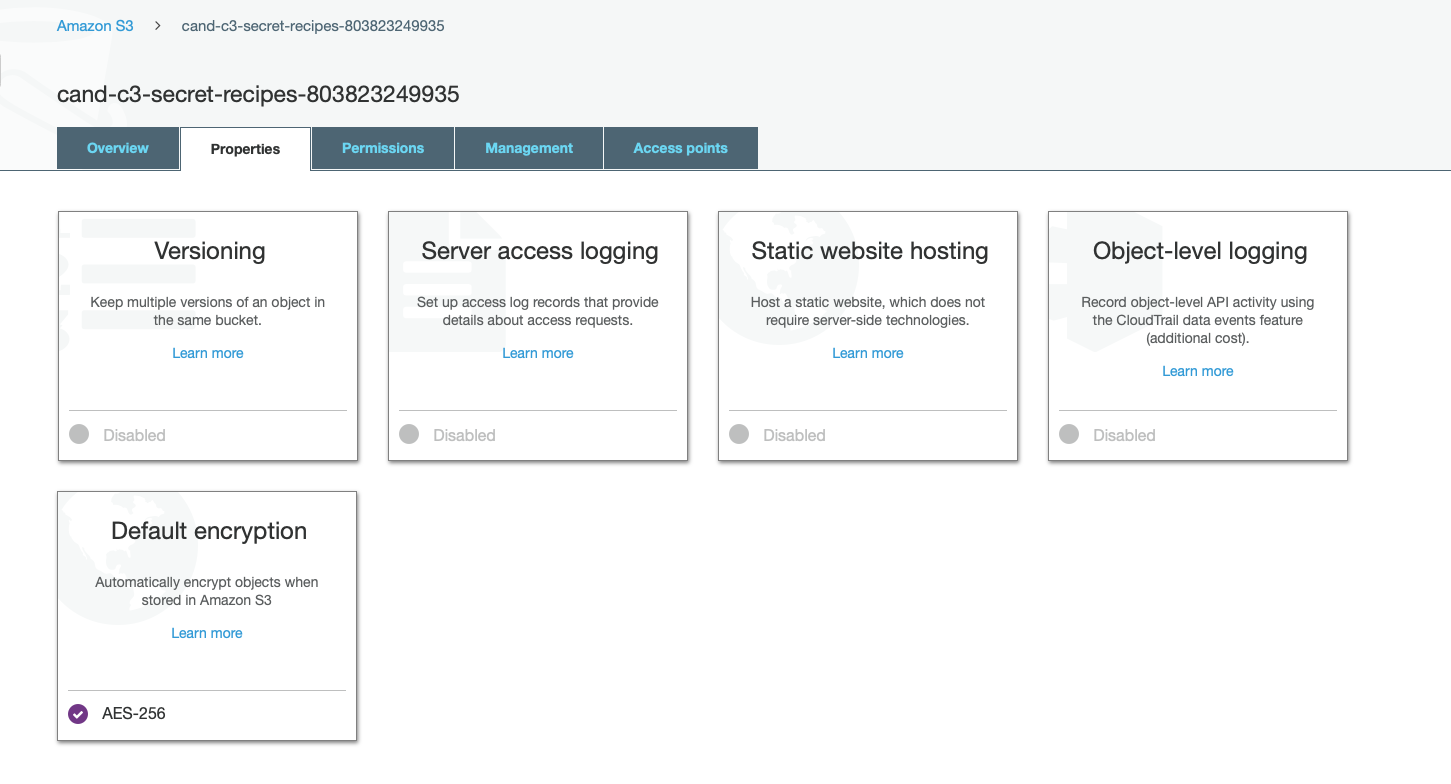 Amazon S3 > cand-c3-secret-recipes-803823249935
cand-c3-secret-recipes-803823249935
Overview Properties Permissions Management Access points
Versioning
Keep multiple versions of an object in
the same bucket.
Learn more
Disabled
Server access logging
Set up access log records that provide
details about access requests.
Learn more
Disabled
Static website hosting
Host a static website, which does not
require server-side technologies.
Learn more
Disabled
Object-level logging
Record object-level API activity using
the CloudTrail data events feature
(additional cost).
Learn more
Disabled
Default encryption
Automatically encrypt objects when
stored in Amazon S3
Learn more
AES-256